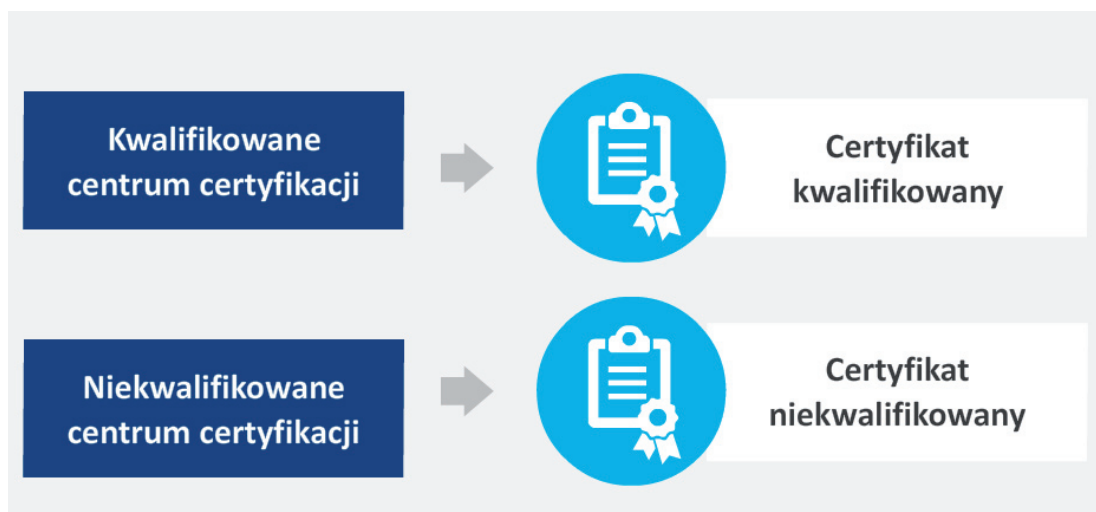 Kwalifikowane
centrum certyfikacji
Certyfikat
kwalifikowany
Niekwalifikowane
centrum certyfikacji
Certyfikat
niekwalifikowany